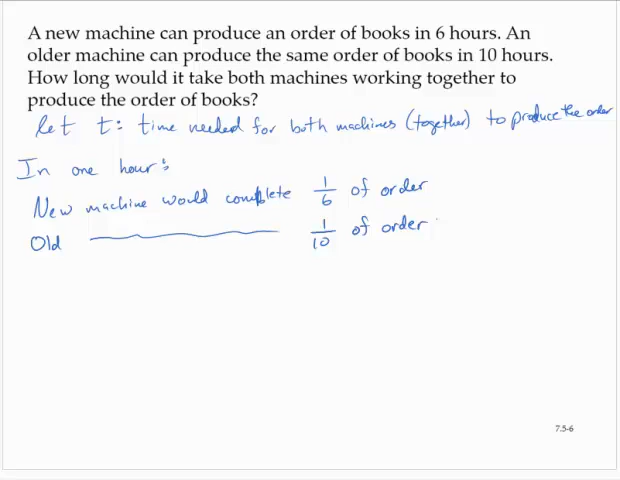 A new machine can produce an order of books in 6 hours. An
older machine can produce the same order of books in 10 hours.
How long would it take both machines working together to
produce the order of books?
let t: time needed for both machines (together) to produce the order
In one hour:
New machine would complete 1/6 of order
Old 1/10 of order
7.5-6